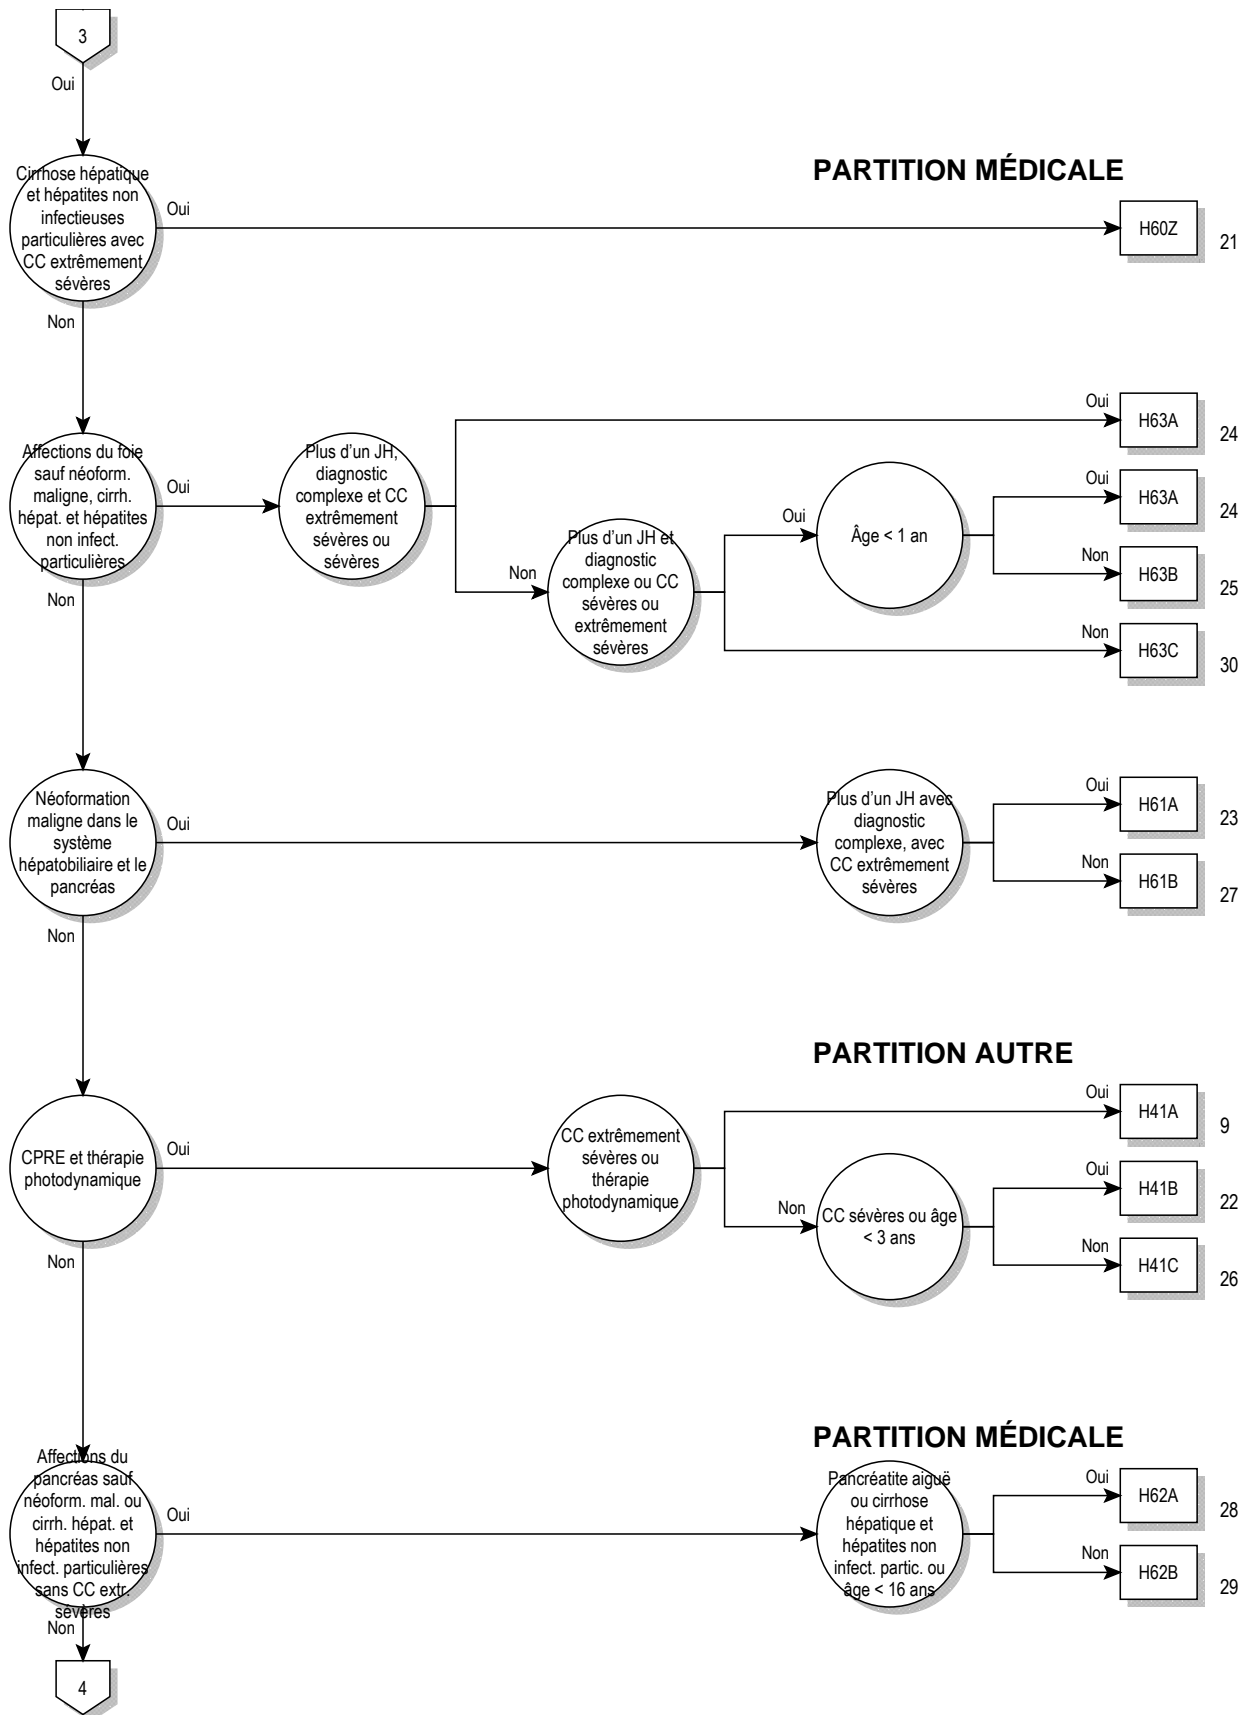 3
Oui
Cirrhose hépatique
et hépatites non
infectieuses
particulières avec
CC extrêmement
sévères
Oui
PARTITION MÉDICALE
H60Z
21
Non
Affections du foie
sauf néoform.
maligne, cirrh.
hépat. et hépatites
non infect.
particulières
Oui
Plus d'un JH,
diagnostic
complexe et CC
extrêmement
sévères ou
sévères
Oui
H63A
24
Non
Plus d'un JH et
diagnostic
complexe ou CC
sévères ou
extrêmement
sévères
Oui
Âge < 1 an
Oui
H63A
24
Non
H63B
25
Non
H63C
30
Non
Néoformation
maligne dans le
système
hépatobiliaire et le
pancréas
Oui
Plus d'un JH avec
diagnostic
complexe, avec
CC extrêmement
sévères
Oui
H61A
23
Non
H61B
27
Non
PARTITION AUTRE
CPRE et thérapie
photodynamique
Oui
CC extrêmement
sévères ou
thérapie
photodynamique
Oui
H41A
9
Non
CC sévères ou âge
< 3 ans
Oui
H41B
22
Non
H41C
26
Non
PARTITION MÉDICALE
Affections du
pancréas sauf
néoform. mal. ou
cirrh. hépat. et
hépatites non
infect. particulières
sans CC extr.
sévères
Oui
Pancréatite aiguë
ou cirrhose
hépatique et
hépatites non
infect. partic. ou
âge < 16 ans
Oui
H62A
28
Non
H62B
29
Non
4